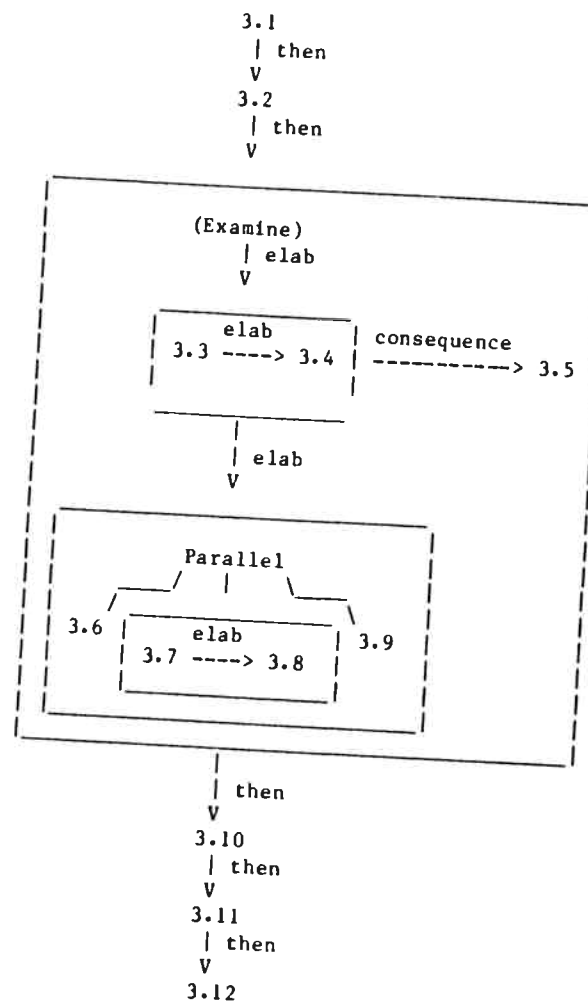 3.1
then
3.2
then
(Examine)
elab
elab
3.3 ----> 3.4
consequence
-----------> 3.5
elab
Parallel
3.6
elab
3.7 ----> 3.8
3.9
then
3.10
then
3.11
then
3.12